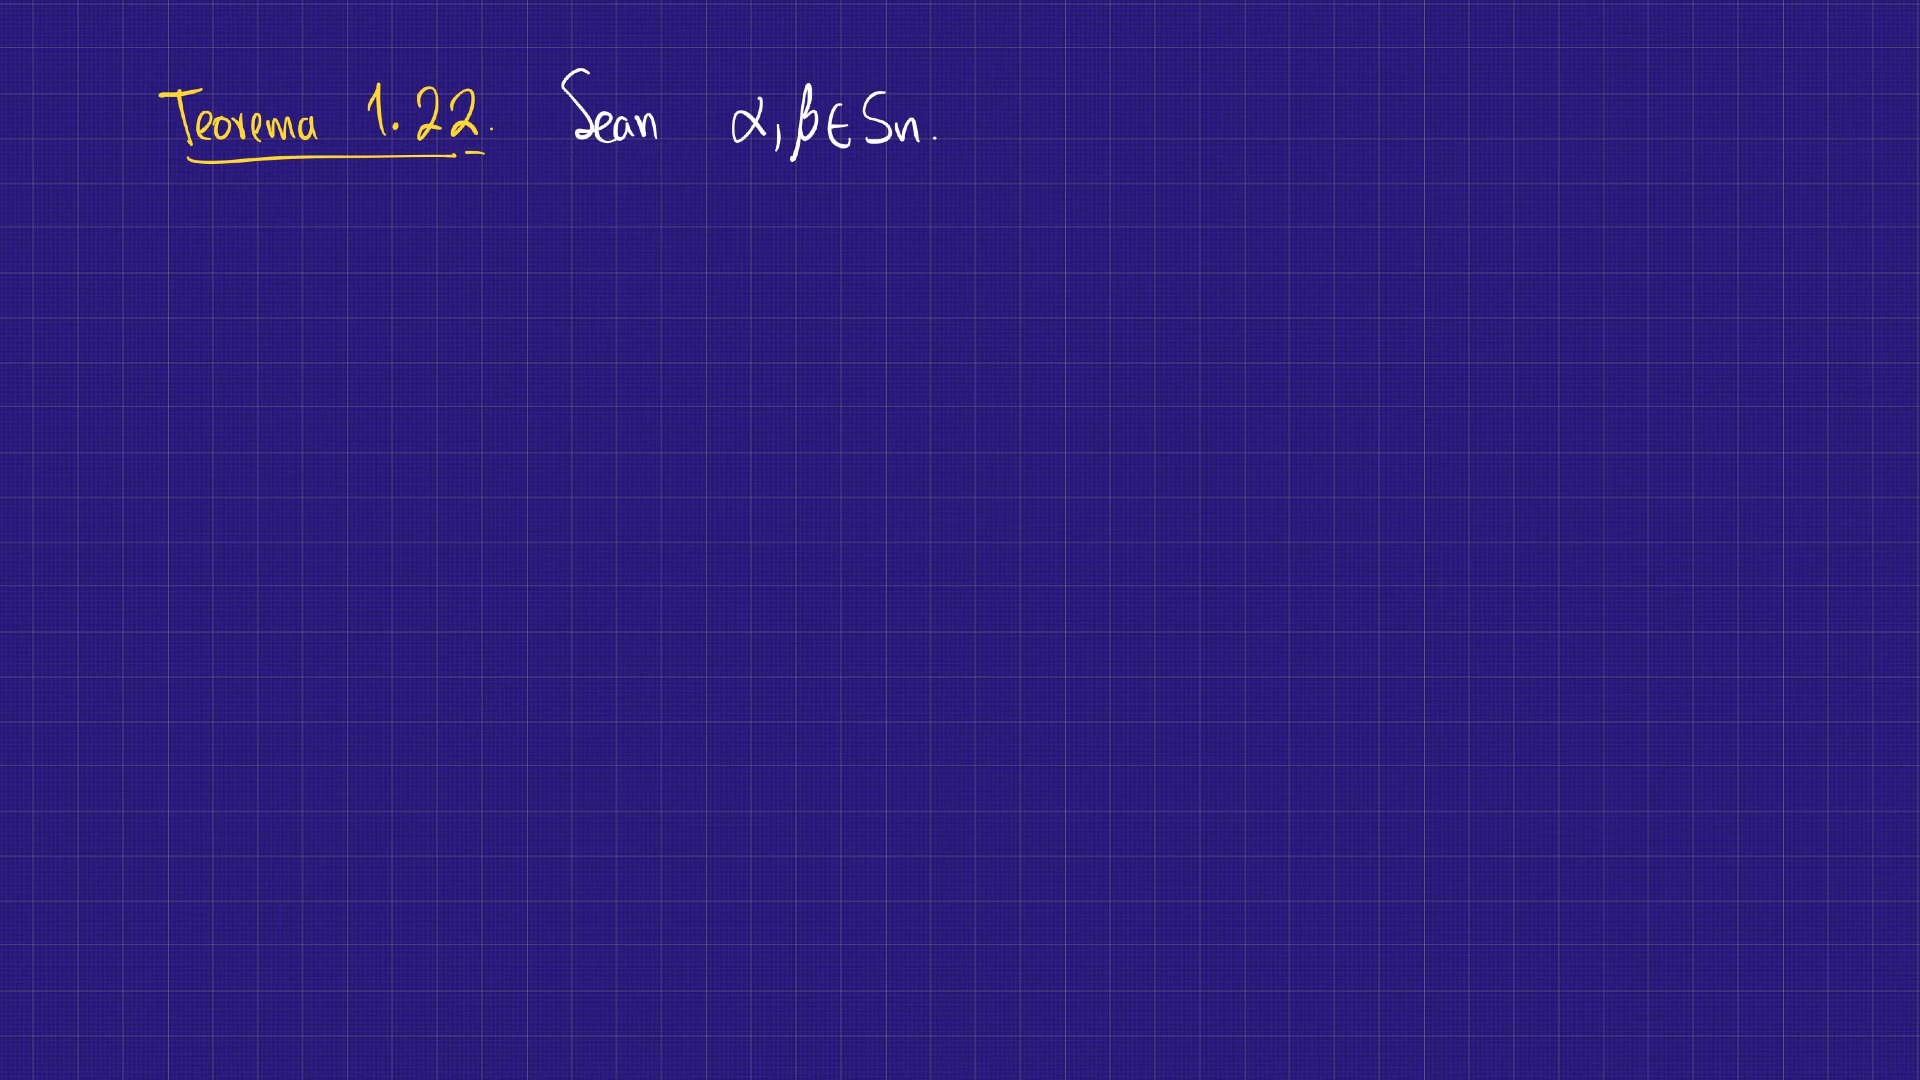 Teorema 1.22. Sean α, β ∈ Sn.